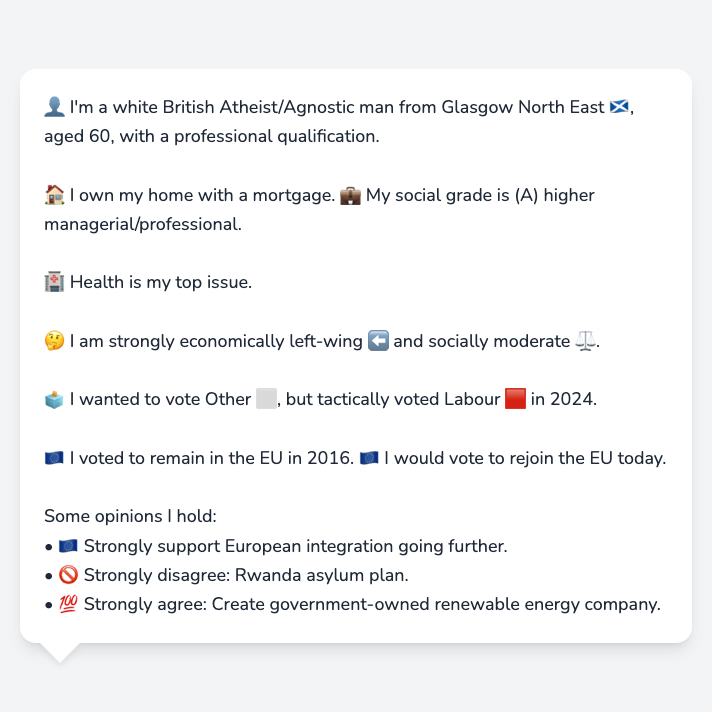 👤 I'm a white British Atheist/Agnostic man from Glasgow North East 🏴󠁧󠁢󠁳󠁣󠁴󠁿,
aged 60, with a professional qualification.
🏠 I own my home with a mortgage. 💼 My social grade is (A) higher
managerial/professional.
🏥 Health is my top issue.
🤔 I am strongly economically left-wing ⬅️ and socially moderate ⚖️.
🗳️ I wanted to vote Other ⬜, but tactically voted Labour 🟥 in 2024.
🇪🇺 I voted to remain in the EU in 2016. 🇪🇺 I would vote to rejoin the EU today.
Some opinions I hold:
• 🇪🇺 Strongly support European integration going further.
• 🚫 Strongly disagree: Rwanda asylum plan.
• 💯 Strongly agree: Create government-owned renewable energy company.